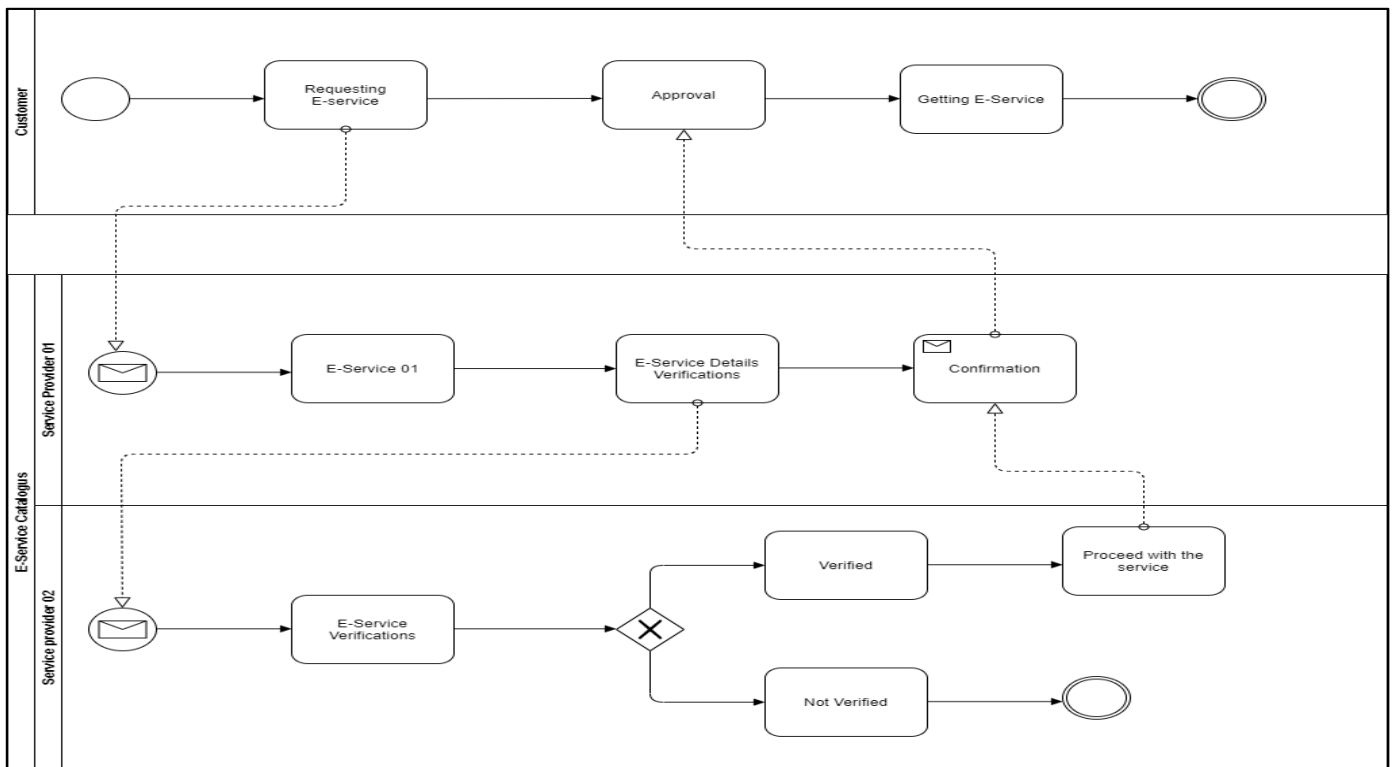 Customer
Requesting
E-service
Approval
Getting E-Service
E-Service Catalogus
Service Provider 01
E-Service 01
E-Service Details
Verifications
Confirmation
Service provider 02
E-Service
Verifications
Verified
Proceed with the
service
Not Verified